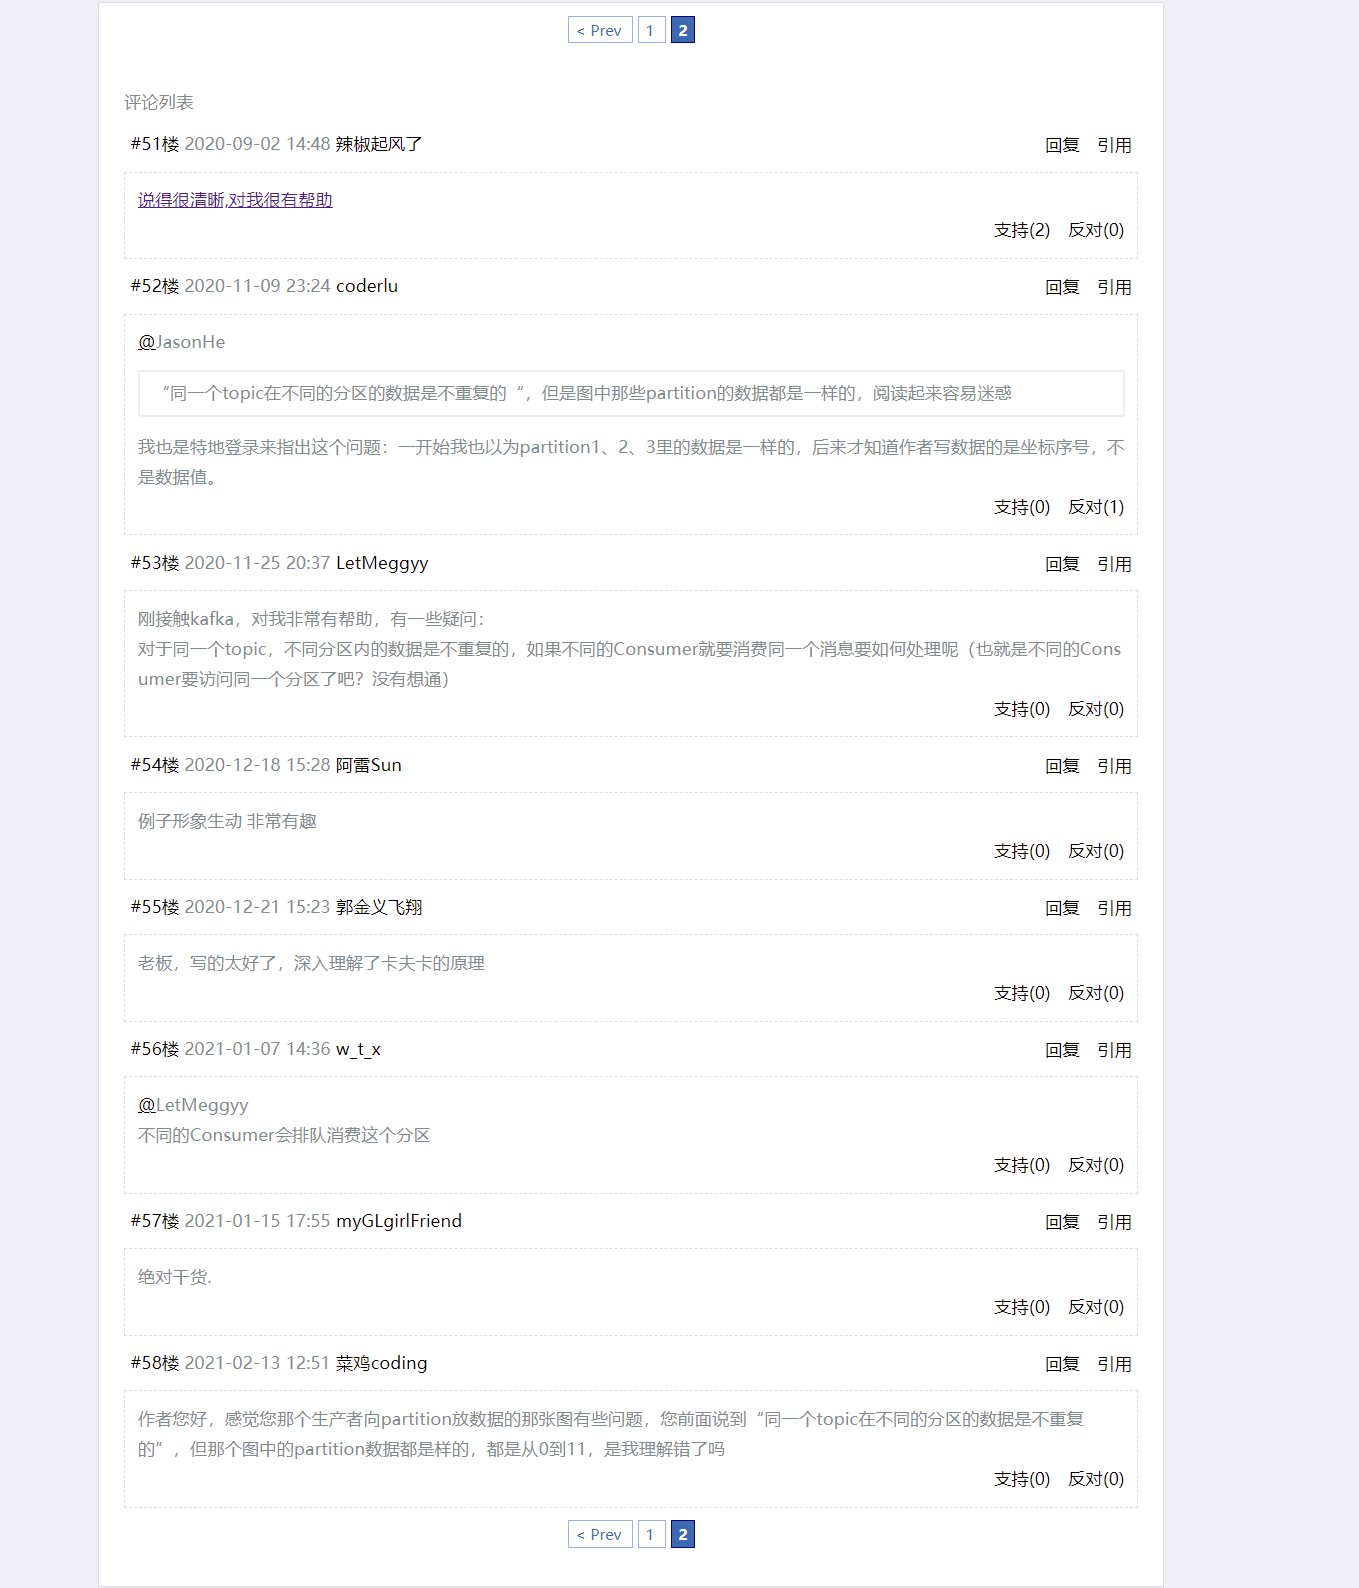 < Prev 1 2
评论列表
#51楼 2020-09-02 14:48 辣椒起风了 回复 引用
说得很清晰,对我很有帮助
支持(2) 反对(0)
#52楼 2020-11-09 23:24 coderlu 回复 引用
@JasonHe
“同一个topic在不同的分区的数据是不重复的“，但是图中那些partition的数据都是一样的，阅读起来容易迷惑
我也是特地登录来指出这个问题：一开始我也以为partition1、2、3里的数据是一样的，后来才知道作者写数据的是坐标序号，不
是数据值。
支持(0) 反对(1)
#53楼 2020-11-25 20:37 LetMeggyy 回复 引用
刚接触kafka，对我非常有帮助，有一些疑问：
对于同一个topic，不同分区内的数据是不重复的，如果不同的Consumer就要消费同一个消息要如何处理呢（也就是不同的Cons
umer要访问同一个分区了吧？没有想通）
支持(0) 反对(0)
#54楼 2020-12-18 15:28 阿雷Sun 回复 引用
例子形象生动 非常有趣
支持(0) 反对(0)
#55楼 2020-12-21 15:23 郭金义飞翔 回复 引用
老板，写的太好了，深入理解了卡夫卡的原理
支持(0) 反对(0)
#56楼 2021-01-07 14:36 w_t_x 回复 引用
@LetMeggyy
不同的Consumer会排队消费这个分区
支持(0) 反对(0)
#57楼 2021-01-15 17:55 myGLgirlFriend 回复 引用
绝对干货.
支持(0) 反对(0)
#58楼 2021-02-13 12:51 菜鸡coding 回复 引用
作者您好，感觉您那个生产者向partition放数据的那张图有些问题，您前面说到“同一个topic在不同的分区的数据是不重复
的”，但那个图中的partition数据都是样的，都是从0到11，是我理解错了吗
支持(0) 反对(0)
< Prev 1 2